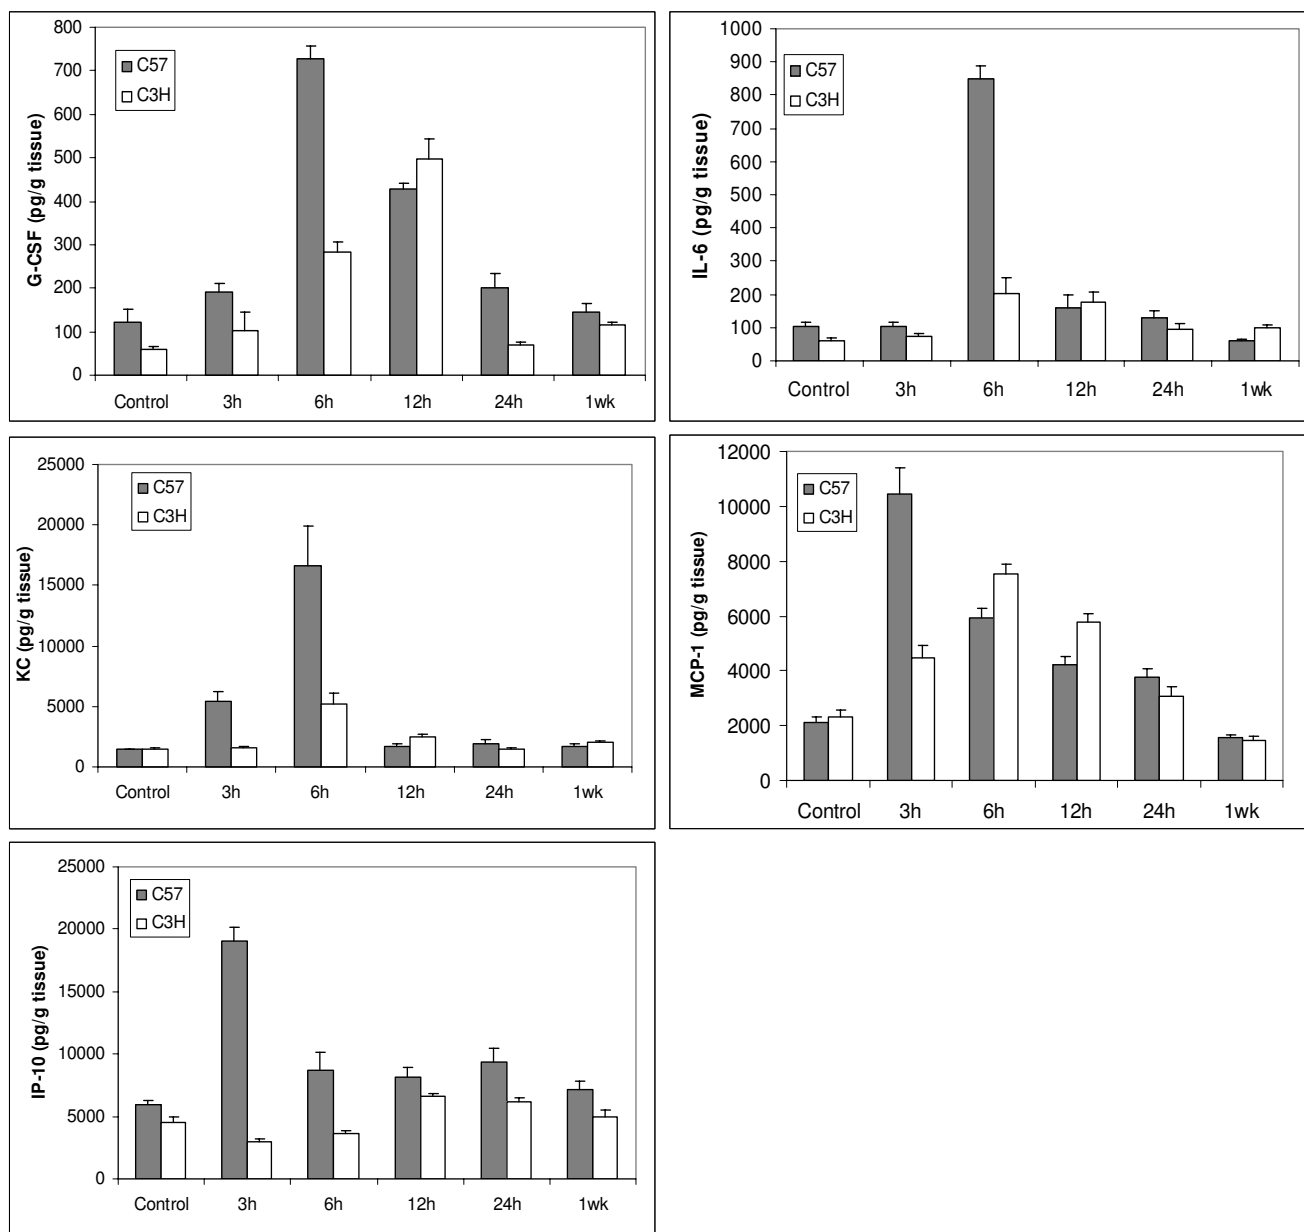 G-CSF (pg/g tissue)
800
700
600
500
400
300
200
100
0
C57
C3H
Control 3h 6h 12h 24h 1wk
IL-6 (pg/g tissue)
1000
900
800
700
600
500
400
300
200
100
0
C57
C3H
Control 3h 6h 12h 24h 1wk
KC (pg/g tissue)
25000
20000
15000
10000
5000
0
C57
C3H
Control 3h 6h 12h 24h 1wk
MCP-1 (pg/g tissue)
12000
10000
8000
6000
4000
2000
0
C57
C3H
Control 3h 6h 12h 24h 1wk
IP-10 (pg/g tissue)
25000
20000
15000
10000
5000
0
C57
C3H
Control 3h 6h 12h 24h 1wk